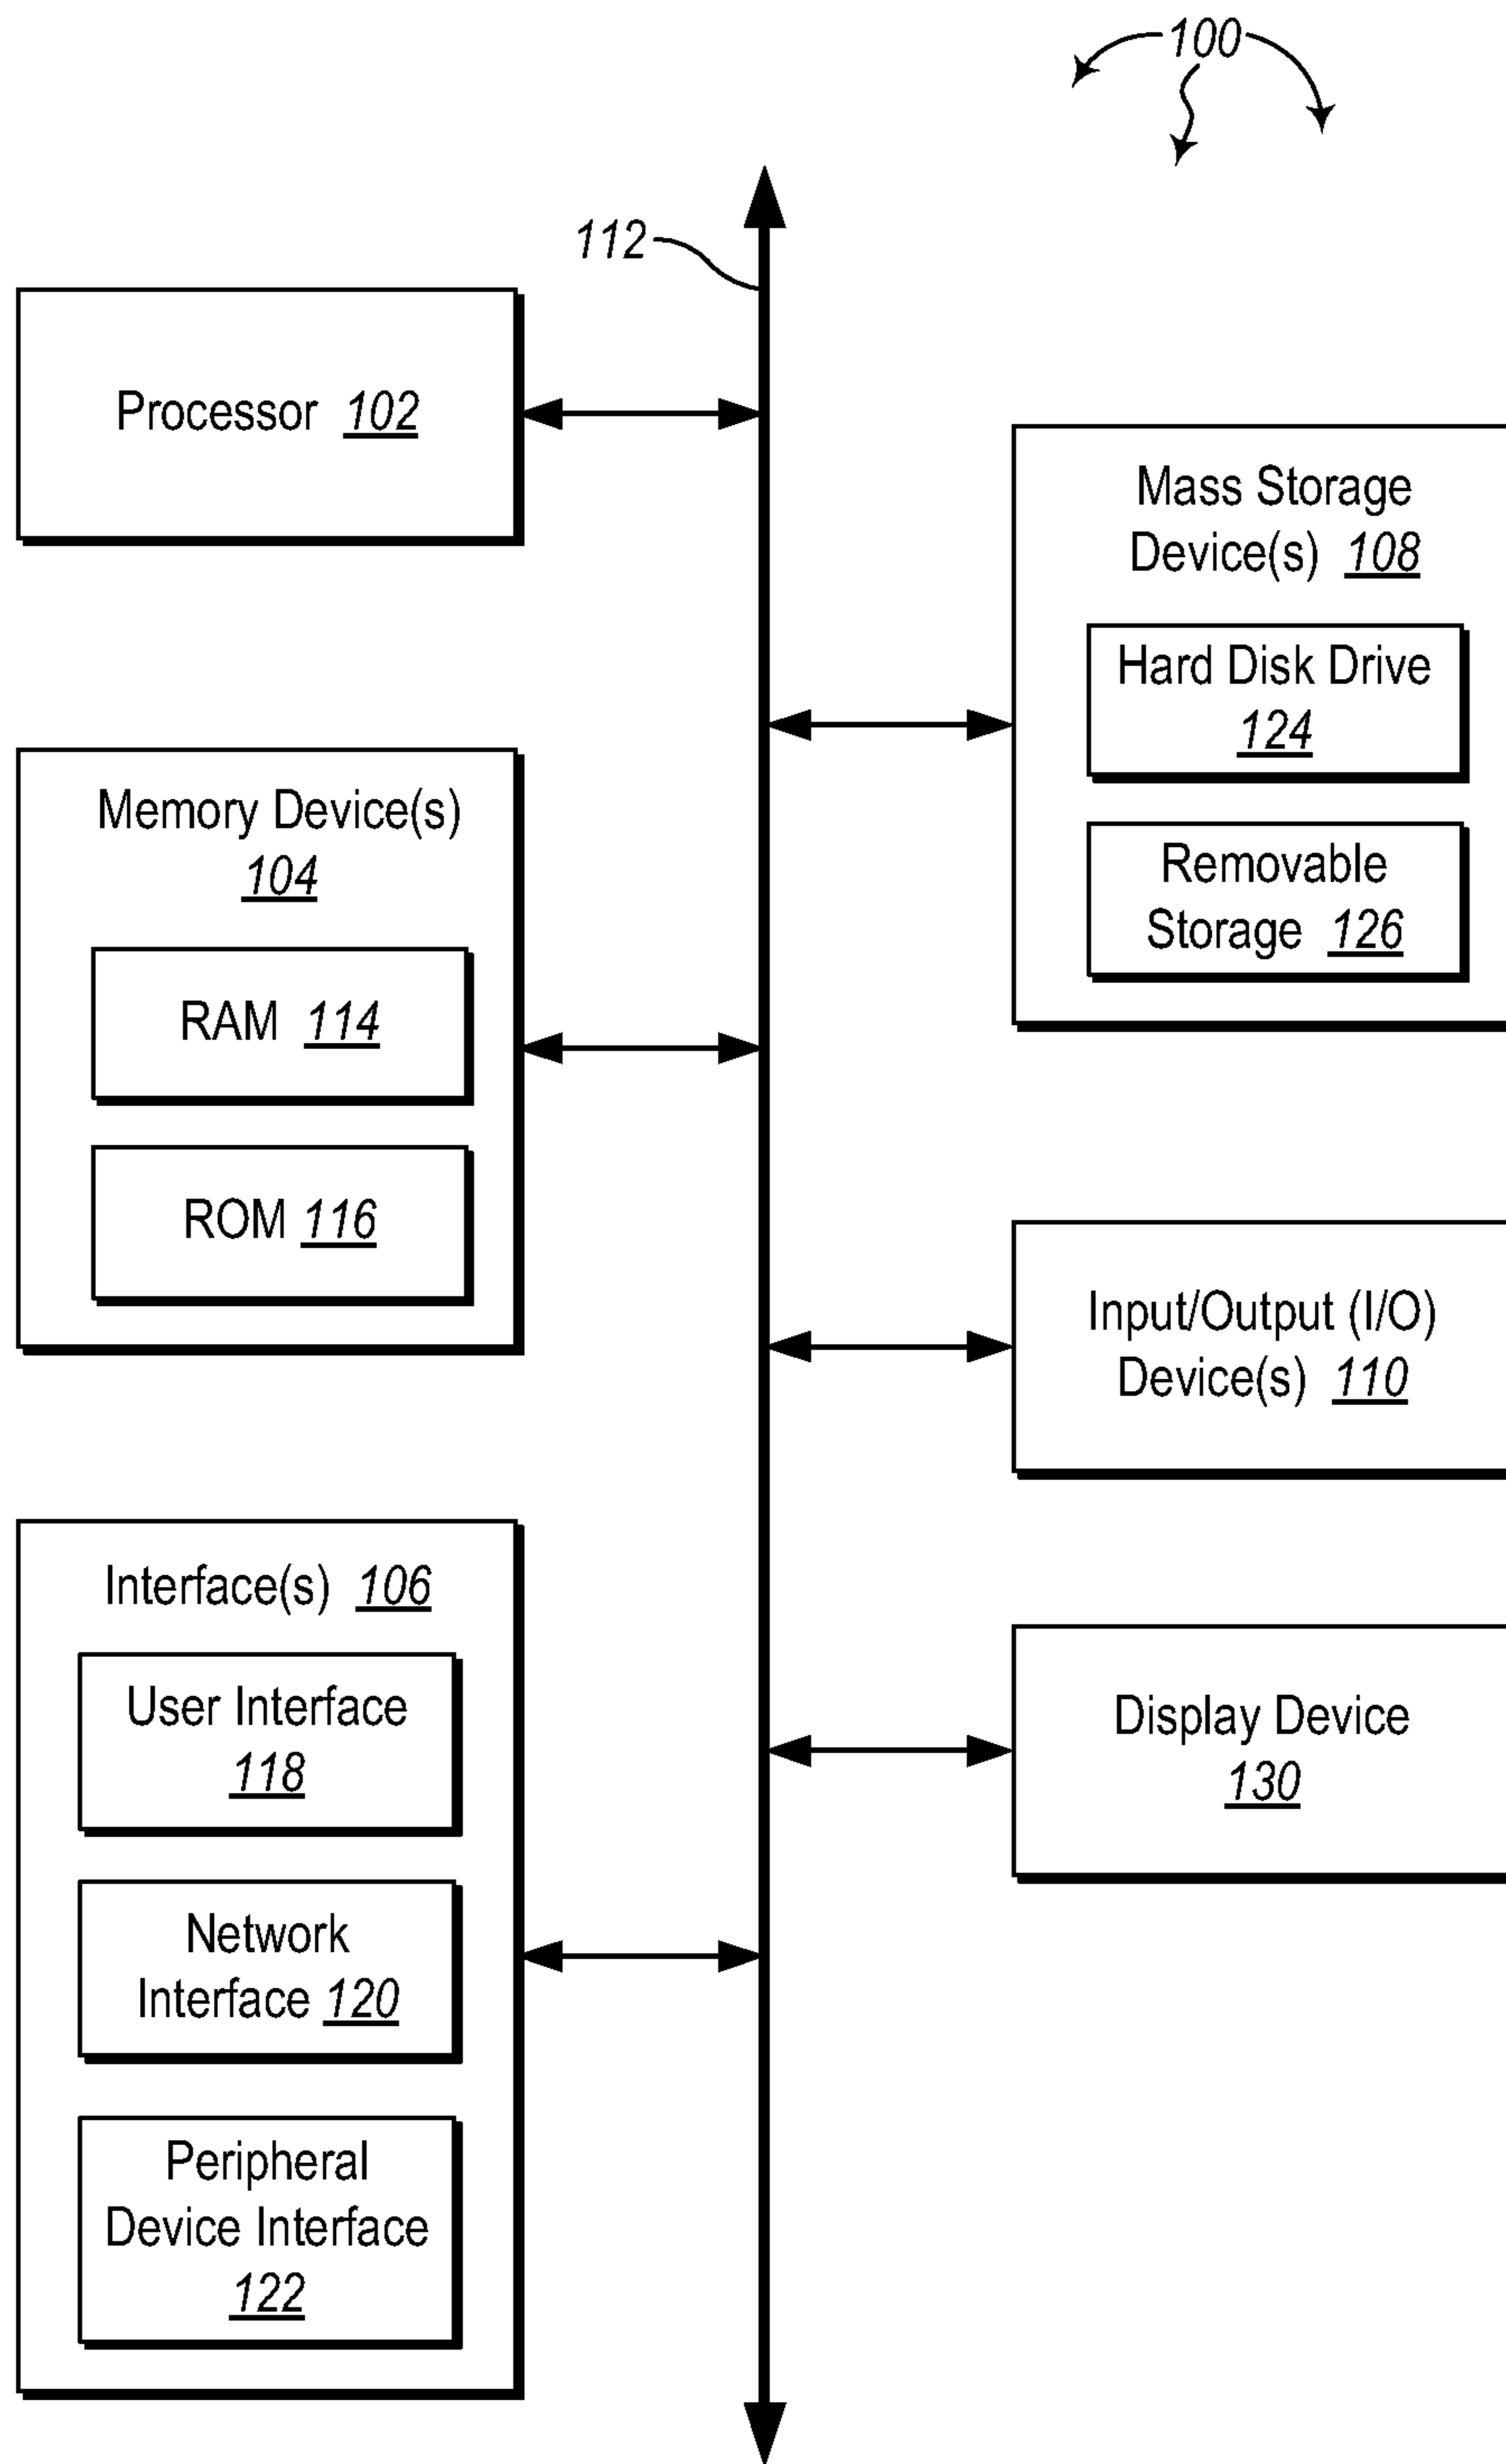 100
112
Processor 102
Memory Device(s)
104
RAM 114
ROM 116
Interface(s) 106
User Interface
118
Network
Interface 120
Peripheral
Device Interface
122
Mass Storage
Device(s) 108
Hard Disk Drive
124
Removable
Storage 126
Input/Output (I/O)
Device(s) 110
Display Device
130